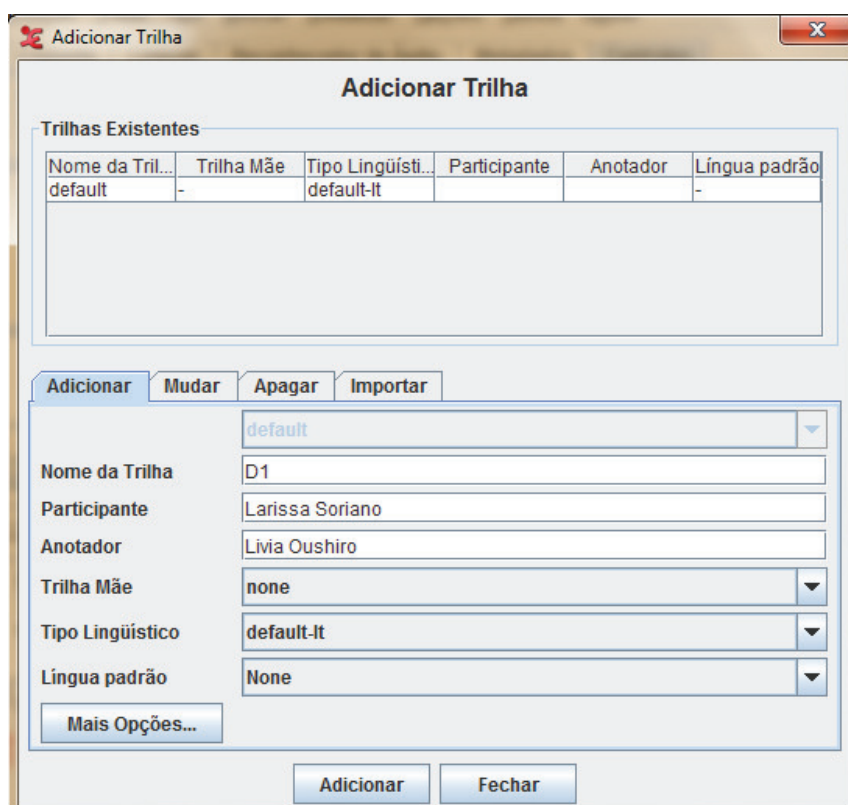 Adicionar Trilha
Adicionar Trilha
Trilhas Existentes
Nome da Tril... Trilha Mãe Tipo Lingüísti... Participante Anotador Língua padrão
default - default-lt -
Adicionar Mudar Apagar Importar
default
Nome da Trilha D1
Participante Larissa Soriano
Anotador Livia Oushiro
Trilha Mãe none
Tipo Lingüístico default-lt
Língua padrão None
Mais Opções...
Adicionar Fechar